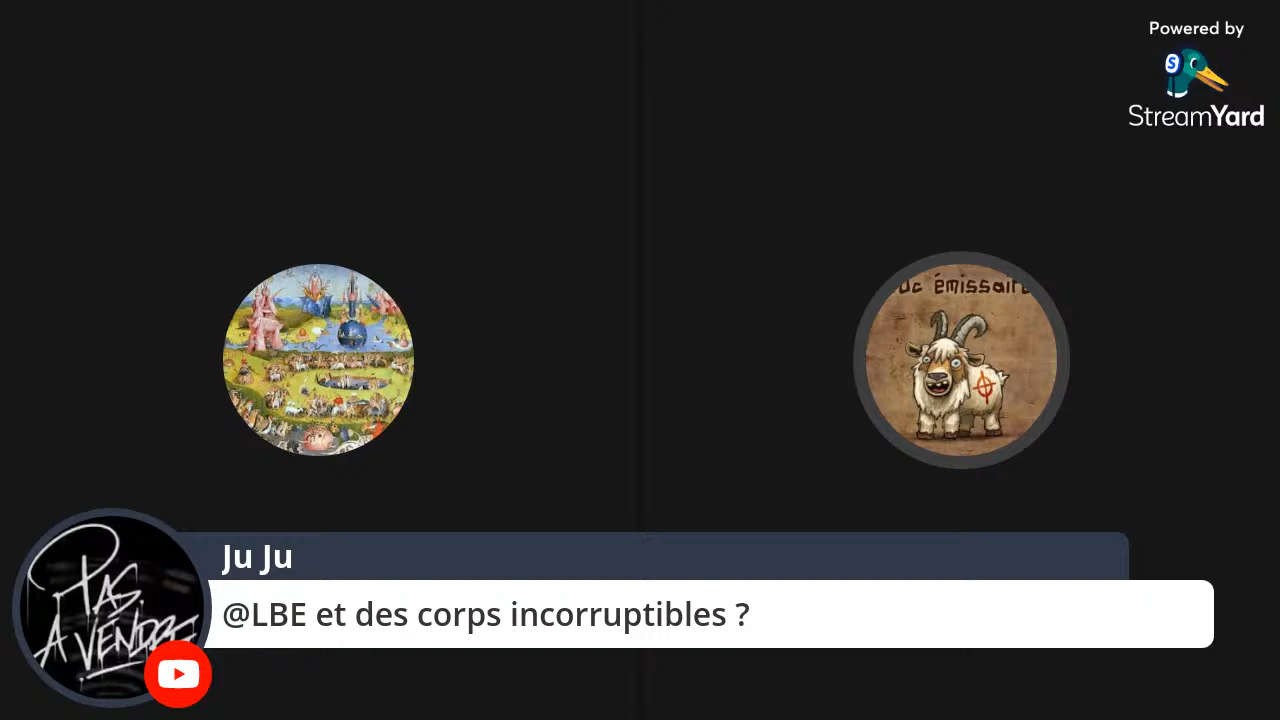 Powered by
StreamYard
émissaire
Ju Ju
@LBE et des corps incorruptibles ?
PAS
A VENDRE